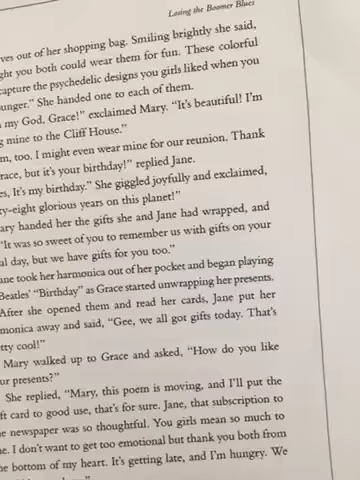 Losing the Boomer Blues
ves out of her shopping bag. Smiling brightly she said,
ght you both could wear them for fun. These colorful
capture the psychedelic designs you girls liked when you
unger.” She handed one to each of them.
my God, Grace!” exclaimed Mary. “It’s beautiful! I’m
g mine to the Cliff House.”
m, too. I might even wear mine for our reunion. Thank
race, but it’s your birthday!” replied Jane.
es, It’s my birthday.” She giggled joyfully and exclaimed,
ty-eight glorious years on this planet!”
ary handed her the gifts she and Jane had wrapped, and
“It was so sweet of you to remember us with gifts on your
al day, but we have gifts for you too.”
ane took her harmonica out of her pocket and began playing
Beatles’ “Birthday” as Grace started unwrapping her presents.
After she opened them and read her cards, Jane put her
monica away and said, “Gee, we all got gifts today. That’s
tty cool!”
Mary walked up to Grace and asked, “How do you like
ur presents?”
She replied, “Mary, this poem is moving, and I’ll put the
ft card to good use, that’s for sure. Jane, that subscription to
e newspaper was so thoughtful. You girls mean so much to
e. I don’t want to get too emotional but thank you both from
he bottom of my heart. It’s getting late, and I’m hungry. We